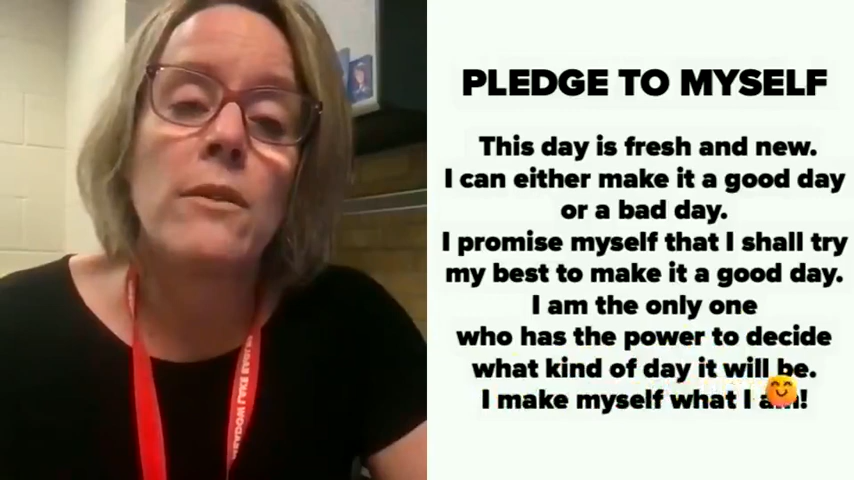 PLEDGE TO MYSELF
This day is fresh and new.
I can either make it a good day
or a bad day.
I promise myself that I shall try
my best to make it a good day.
I am the only one
who has the power to decide
what kind of day it will be.
I make myself what I am!